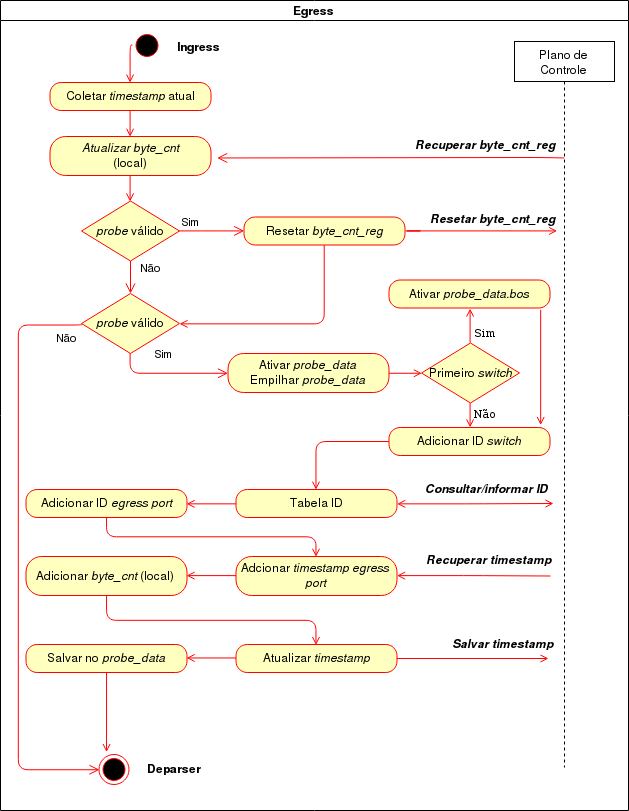 Egress
Ingress
Plano de
Controle
Coletar timestamp atual
Atualizar byte_cnt
(local)
Recuperar byte_cnt_reg
probe válido
Sim
Resetar byte_cnt_reg
Resetar byte_cnt_reg
Não
Ativar probe_data.bos
probe válido
Não
Sim
Sim
Ativar probe_data
Empilhar probe_data
Primeiro switch
Não
Adicionar ID switch
Adicionar ID egress port
Tabela ID
Consultar/informar ID
Adicionar byte_cnt (local)
Adcionar timestamp egress
port
Recuperar timestamp
Salvar no probe_data
Atualizar timestamp
Salvar timestamp
Deparser